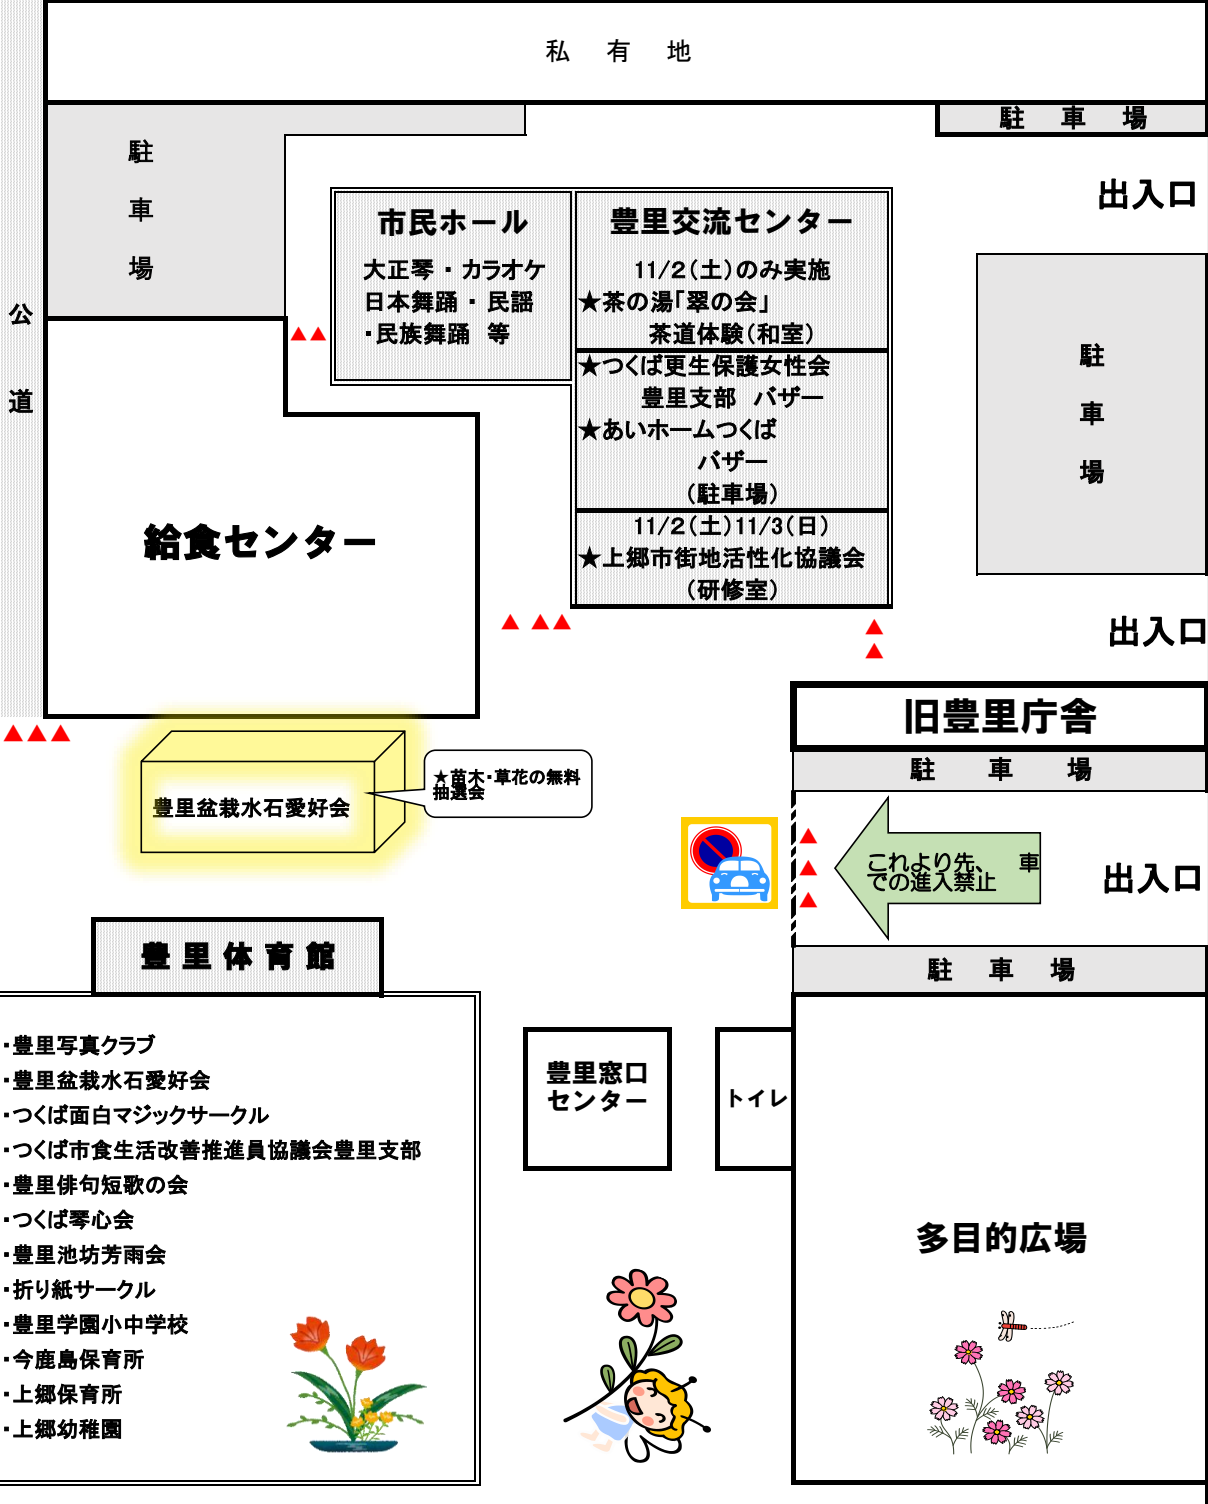 私　有　地
駐　車　場
駐
車
場
出入口
公
道
市民ホール
大正琴・カラオケ
日本舞踊・民謡
・民族舞踊　等
豊里交流センター
11/2（土）のみ実施
★茶の湯「翠の会」
茶道体験（和室）
★つくば更生保護女性会
豊里支部　バザー
★あいホームつくば
バザー
（駐車場）
11/2（土）11/3（日）
★上郷市街地活性化協議会
（研修室）
駐
車
場
給食センター
出入口
旧豊里庁舎
駐　車　場
豊里盆栽水石愛好会
★苗木・草花の無料
抽選会
これより先、　車
での進入禁止
出入口
豊里体育館
駐　車　場
・豊里写真クラブ
・豊里盆栽水石愛好会
・つくば面白マジックサークル
・つくば市食生活改善推進員協議会豊里支部
・豊里俳句短歌の会
・つくば琴心会
・豊里池坊芳雨会
・折り紙サークル
・豊里学園小中学校
・今鹿島保育所
・上郷保育所
・上郷幼稚園
豊里窓口
センター
トイレ
多目的広場